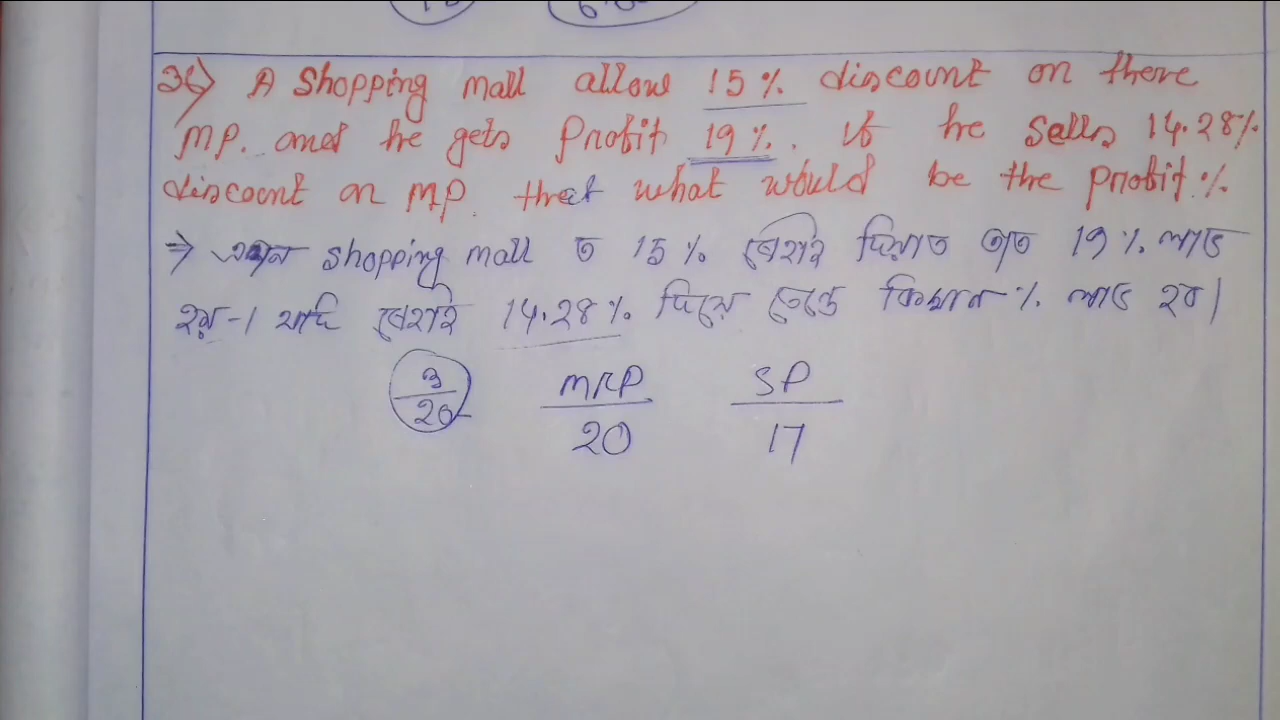 36) A Shopping mall allow 15% discount on there
MP. and he gets Profit 19%. if he sells 14.28%
discount on MP. that what would be the profit.%
⇒ এখন shopping mall ত 15% ৰেহাই দিয়াত তাত 19% লাভ
হয়-। যদি ৰেহাই 14.28% দিয়ে তেন্তে কিমান % লাভ হব।
3/20 MRP SP
20 17